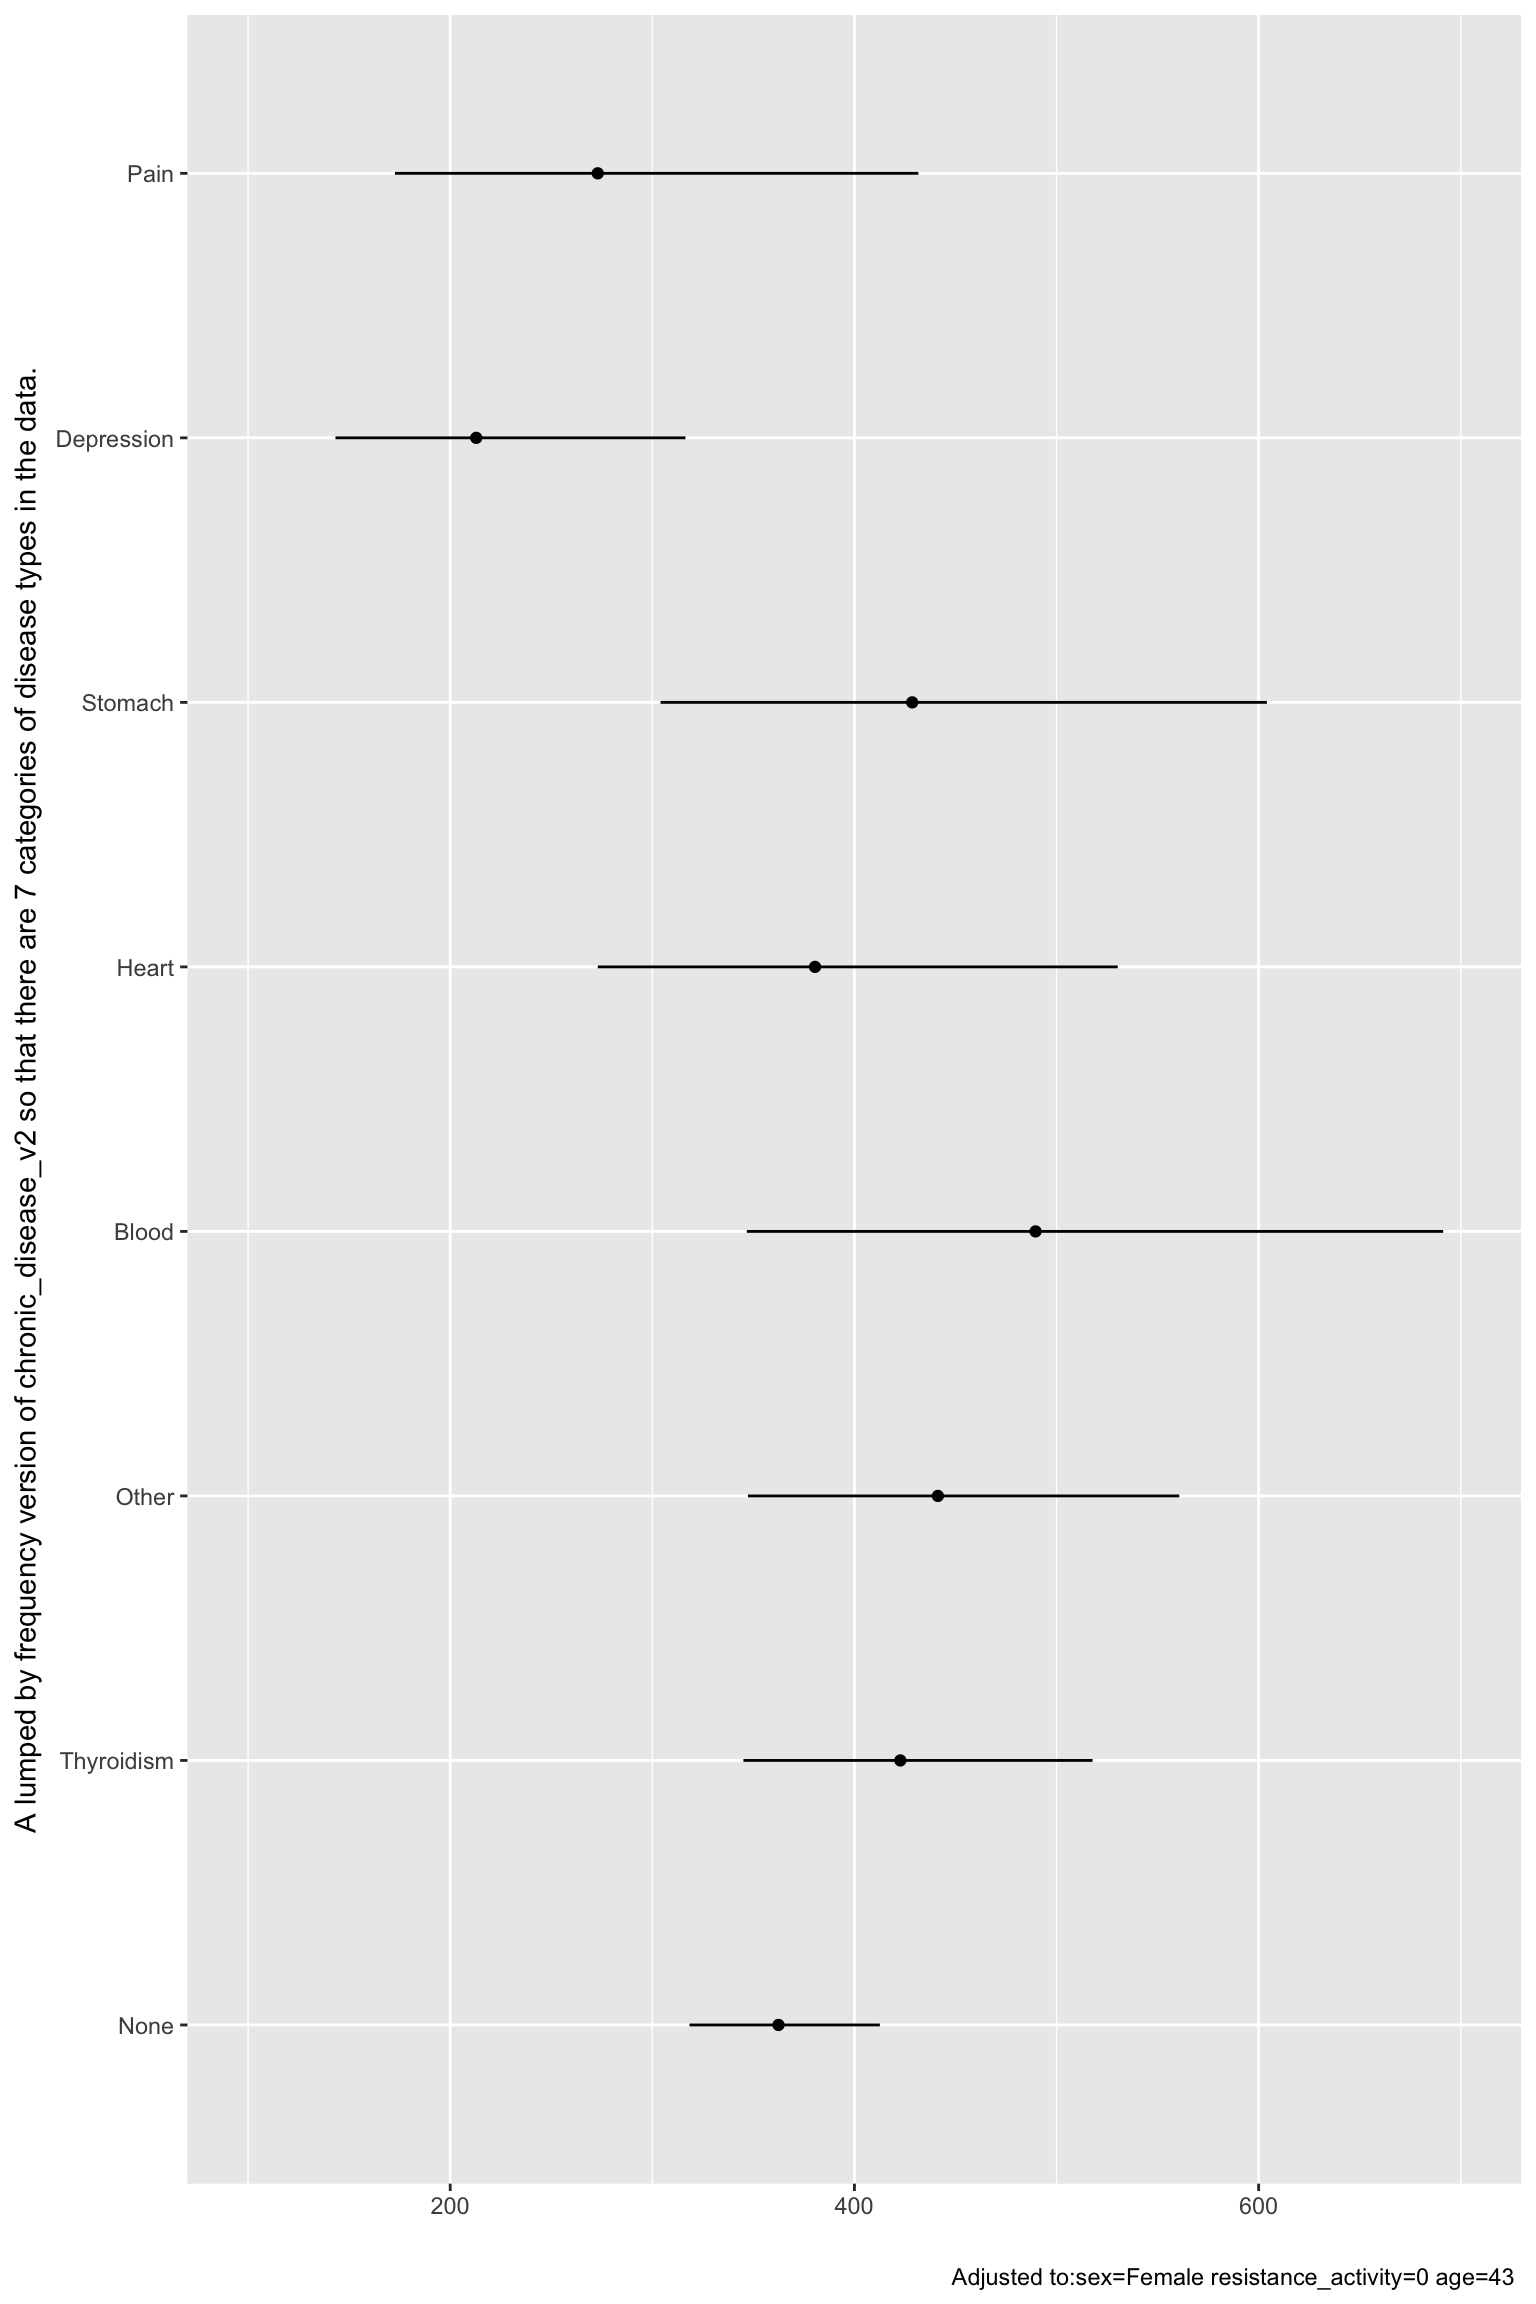 A lumped by frequency version of chronic_disease_v2 so that there are 7 categories of disease types in the data.
Pain
Depression
Stomach
Heart
Blood
Other
Thyroidism
None
200 400 600
Adjusted to:sex=Female resistance_activity=0 age=43